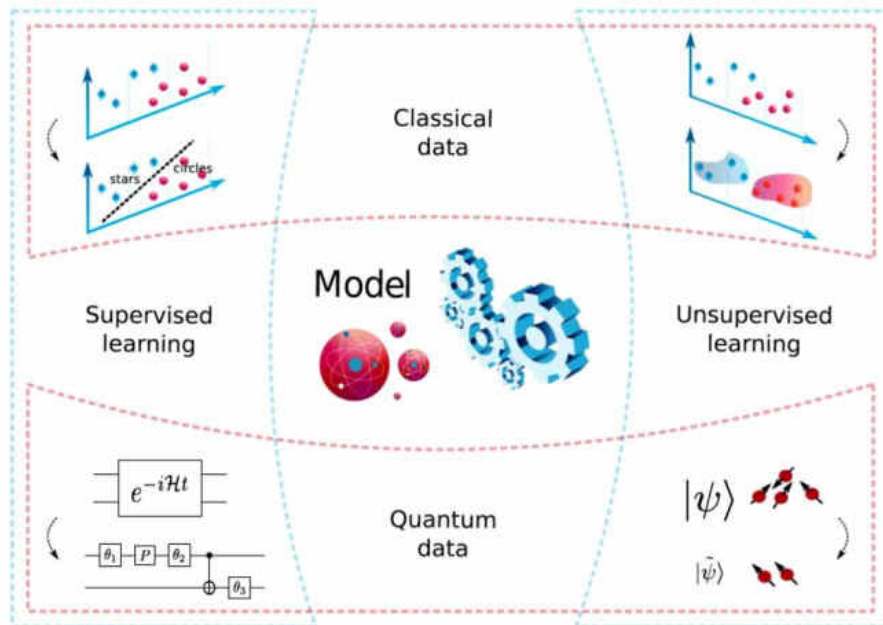 Classical
data
stars
circles
Model
Supervised
learning
Unsupervised
learning
e^{-iℋt}
|ψ⟩
Quantum
data
θ₁ P θ₂
θ₃
|ψ̃⟩